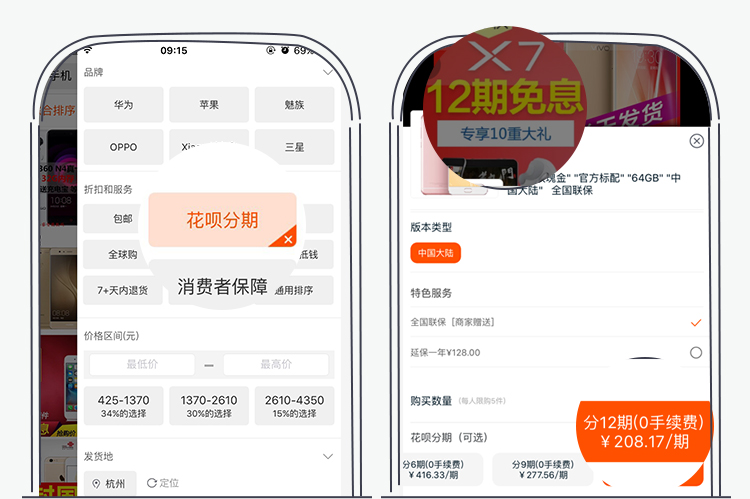 09:15
69%
手机
合排序
品牌
华为
苹果
魅族
OPPO
三星
折扣和服务
包邮
花呗分期
全球购
7+天内退货
消费者保障
通用排序
价格区间(元)
最低价
最高价
425-1370
1370-2610
2610-4350
34%的选择
30%的选择
15%的选择
发货地
杭州
定位
X7
12期免息
专享10重大礼
"官方标配" "64GB" "中
国大陆" 全国联保
版本类型
中国大陆
特色服务
全国联保［商家赠送］
延保一年¥128.00
购买数量
(每人限购5件)
花呗分期（可选）
分12期(0手续费)
¥208.17/期
分6期(0手续费)
¥416.33/期
分9期(0手续费)
¥277.56/期